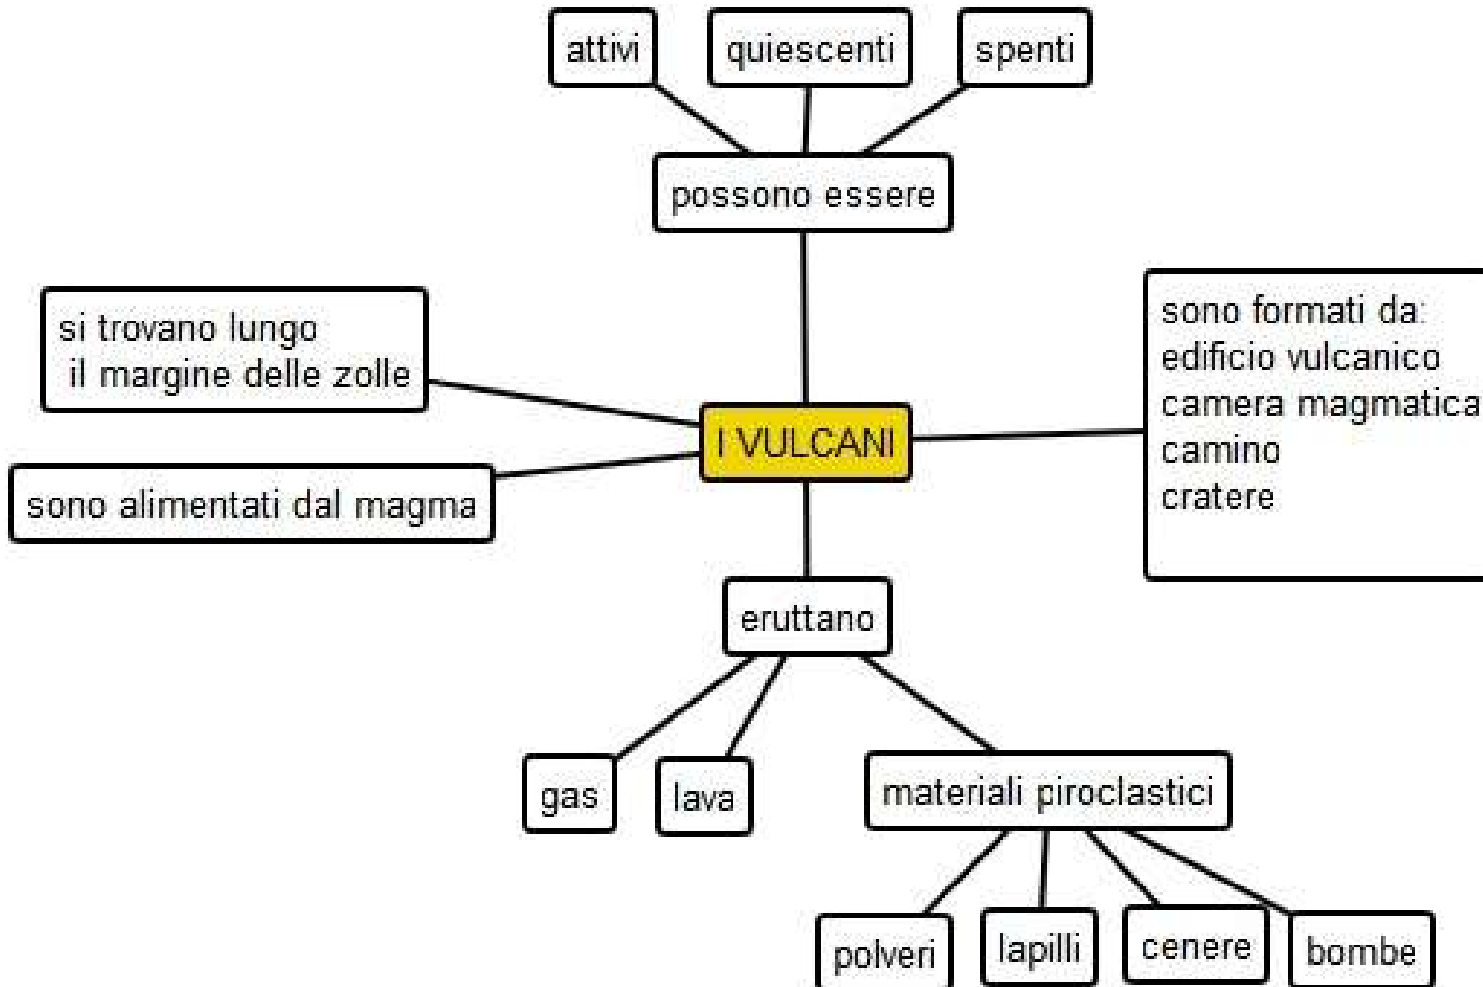 attivi
quiescenti
spenti
possono essere
si trovano lungo
il margine delle zolle
sono formati da:
edificio vulcanico
camera magmatica
camino
cratere
I VULCANI
sono alimentati dal magma
eruttano
gas
lava
materiali piroclastici
polveri
lapilli
cenere
bombe